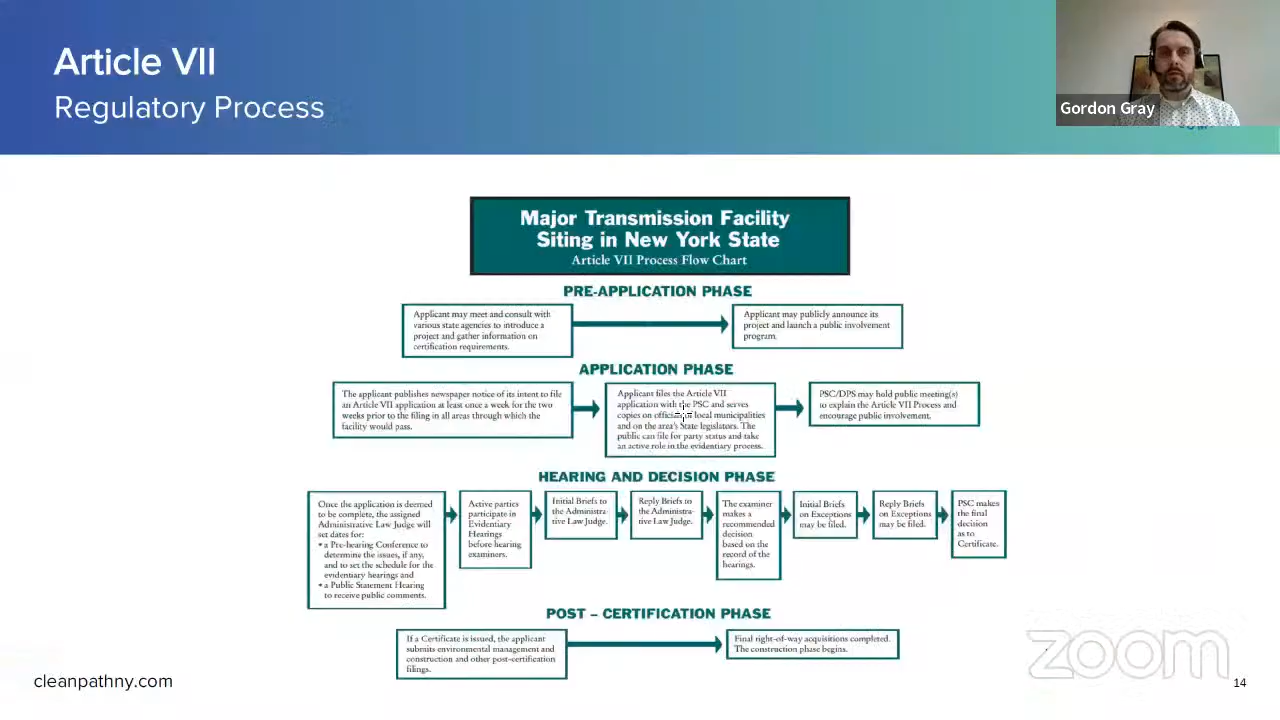 Article VII
Regulatory Process
Gordon Gray
Major Transmission Facility
Siting in New York State
Article VII Process Flow Chart
PRE-APPLICATION PHASE
Applicant may meet and consult with
various state agencies to introduce a
project and gather information on
certification requirements.
Applicant may publicly announce its
project and launch a public involvement
program.
APPLICATION PHASE
The applicant publishes newspaper notice of its intent to file
an Article VII application at least once a week for the two
weeks prior to the filing in all areas through which the
facility would pass.
Applicant files the Article VII
application with the PSC and serves
copies on local municipalities
and on the area's State legislators. The
public can file for party status and take
an active role in the evidentiary process.
PSC/DPS may hold public meeting(s)
to explain the Article VII Process and
encourage public involvement.
HEARING AND DECISION PHASE
Once the application is deemed
to be complete, the assigned
Administrative Law Judge will
set dates for:
• a Pre-hearing Conference to
determine the issues, if any,
and to set the schedule for the
evidentiary hearings and
• a Public Statement Hearing
to receive public comments.
Active parties
participate in
Evidentiary
Hearings
before hearing
examiners.
Initial Briefs to
the Administra-
tive Law Judge.
Reply Briefs to
the Administra-
tive Law Judge.
The examiner
makes a
recommended
decision
based on the
record of the
hearings.
Initial Briefs
on Exceptions
may be filed.
Reply Briefs
on Exceptions
may be filed.
PSC makes
the final
decision
as to
Certificate.
POST – CERTIFICATION PHASE
If a Certificate is issued, the applicant
submits environmental management and
construction and other post-certification
filings.
Final right-of-way acquisitions completed.
The construction phase begins.
zoom
cleanpathny.com
14